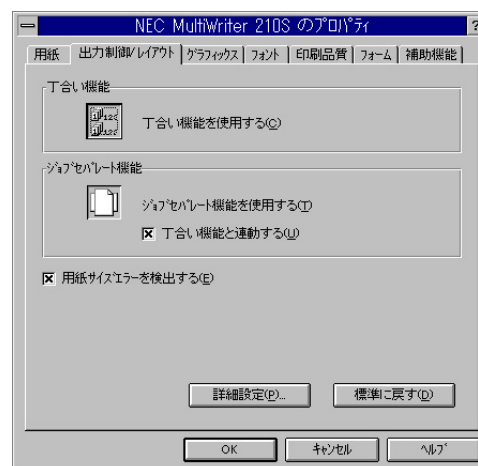 NEC MultiWriter 210S のﾌﾟﾛﾊﾟﾃｨ ?
用紙 出力制御/ﾚｲｱｳﾄ ｸﾞﾗﾌｨｯｸｽ ﾌｫﾝﾄ 印刷品質 ﾌｫｰﾑ 補助機能
丁合い機能
丁合い機能を使用する(C)
ｼﾞｮﾌﾞｾﾊﾟﾚｰﾄ機能
ｼﾞｮﾌﾞｾﾊﾟﾚｰﾄ機能を使用する(T)
丁合い機能と連動する(U)
用紙ｻｲｽﾞｴﾗｰを検出する(E)
詳細設定(P)... 標準に戻す(D)
OK ｷｬﾝｾﾙ ﾍﾙﾌﾟ